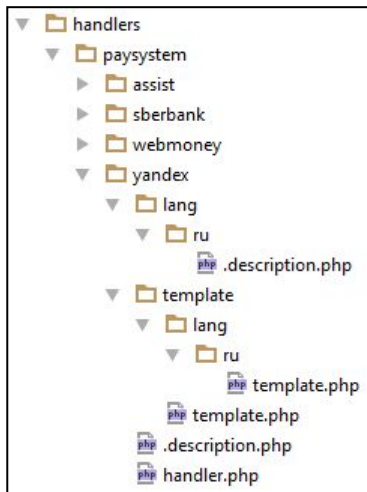 handlers
paysystem
assist
sberbank
webmoney
yandex
lang
ru
php .description.php
template
lang
ru
php template.php
php template.php
php .description.php
php handler.php